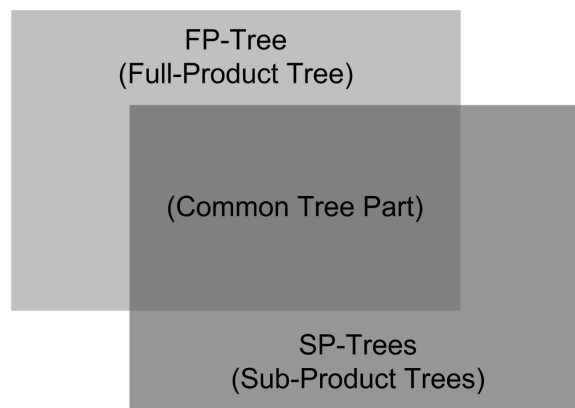 FP-Tree
(Full-Product Tree)
(Common Tree Part)
SP-Trees
(Sub-Product Trees)